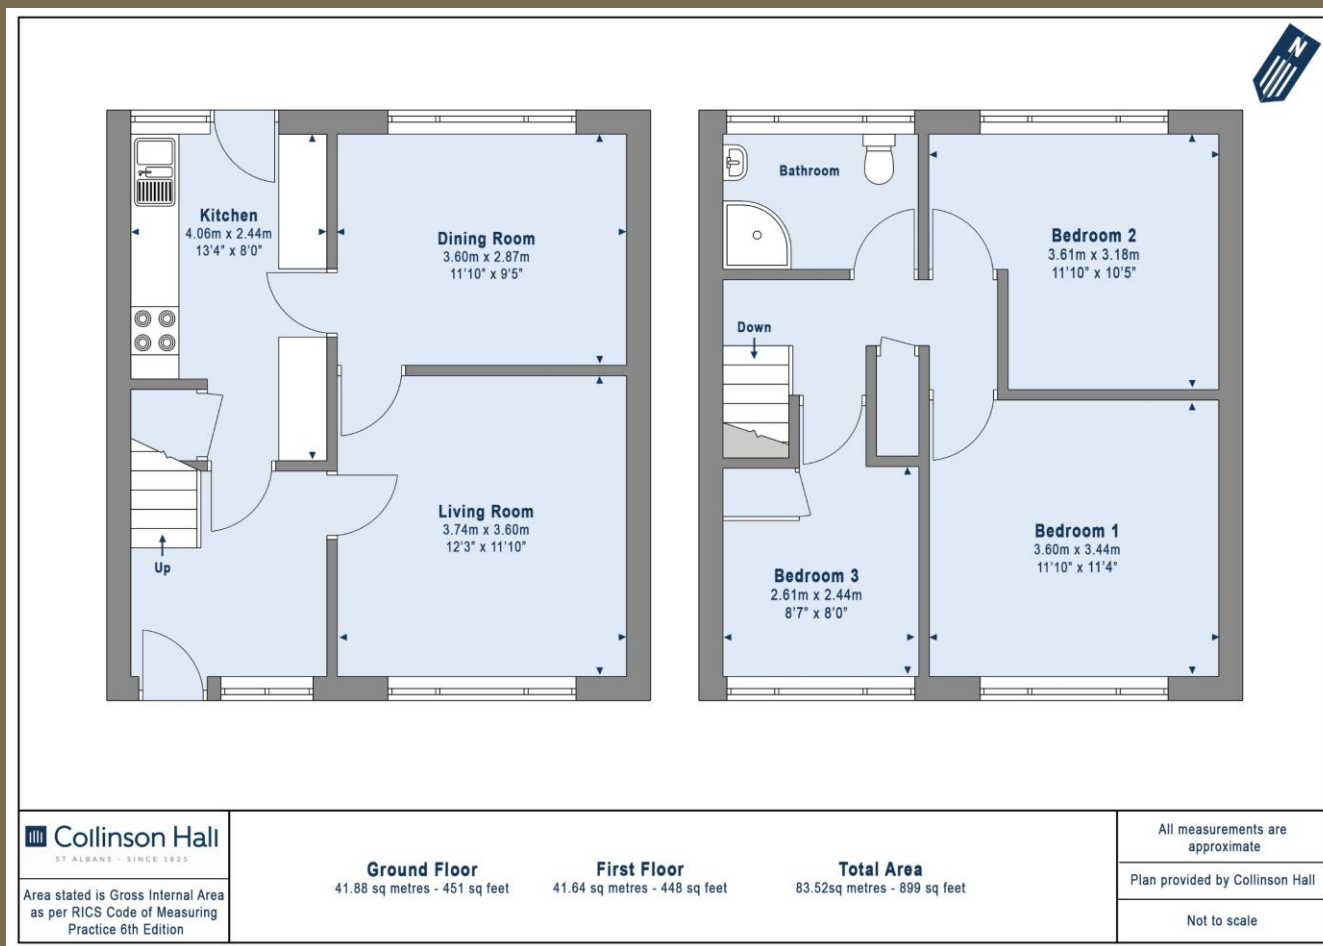 N
Kitchen
4.06m x 2.44m
13'4" x 8'0"
Dining Room
3.60m x 2.87m
11'10" x 9'5"
Living Room
3.74m x 3.60m
12'3" x 11'10"
Up
Bathroom
Down
Bedroom 2
3.61m x 3.18m
11'10" x 10'5"
Bedroom 1
3.60m x 3.44m
11'10" x 11'4"
Bedroom 3
2.61m x 2.44m
8'7" x 8'0"
Collinson Hall
ST ALBANS - SINCE 1825
Area stated is Gross Internal Area
as per RICS Code of Measuring
Practice 6th Edition
Ground Floor
41.88 sq metres - 451 sq feet
First Floor
41.64 sq metres - 448 sq feet
Total Area
83.52sq metres - 899 sq feet
All measurements are
approximate
Plan provided by Collinson Hall
Not to scale